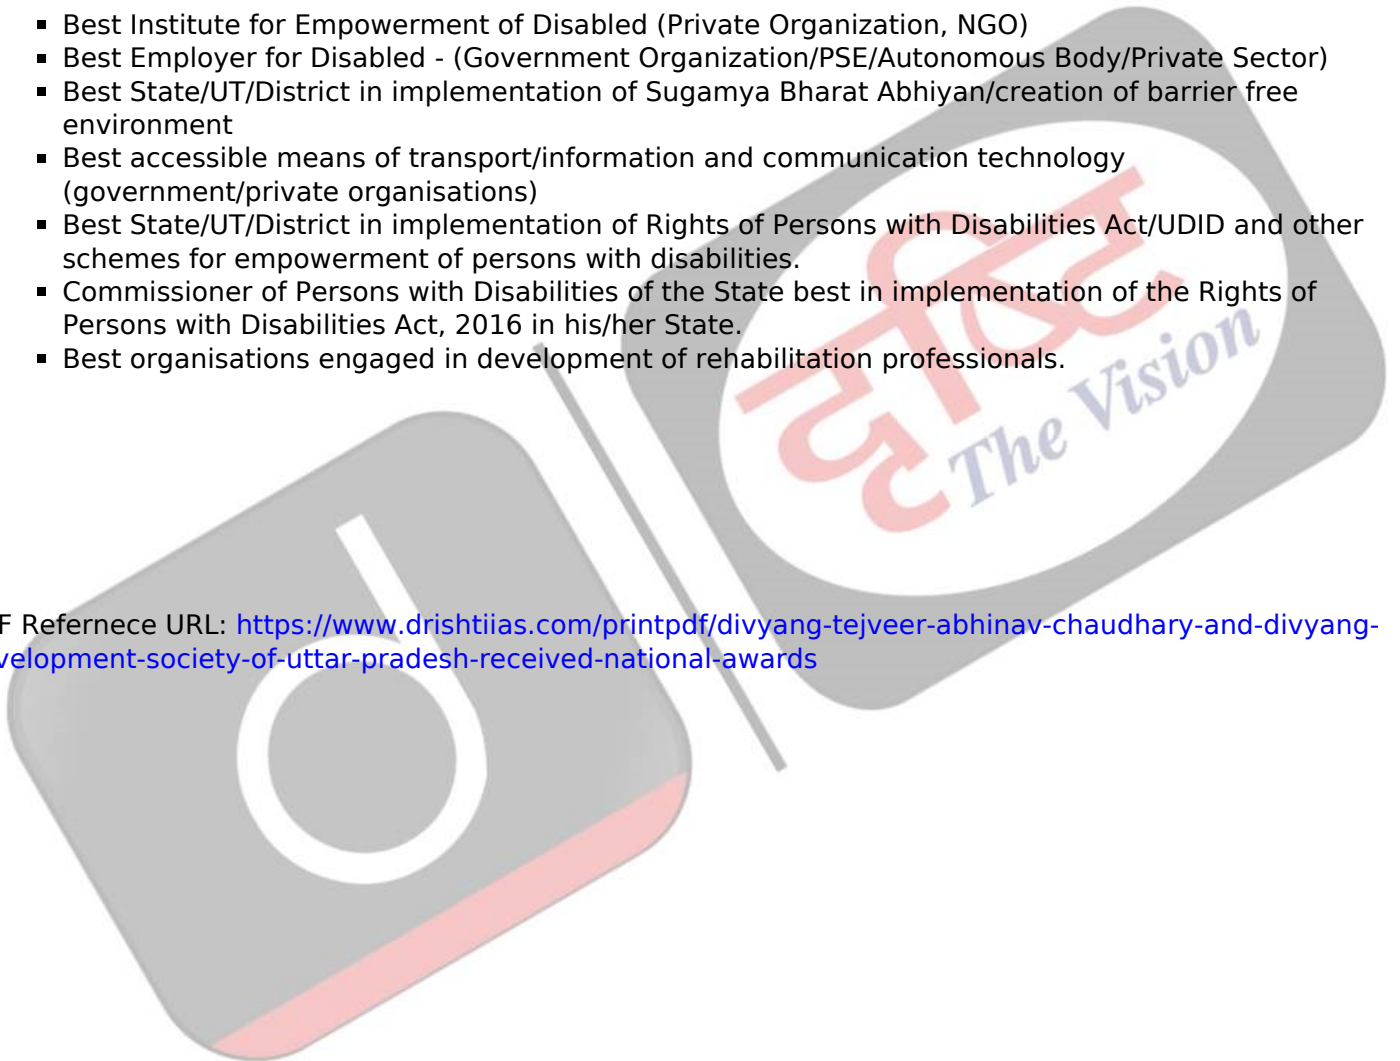 ▪ Best Institute for Empowerment of Disabled (Private Organization, NGO)
▪ Best Employer for Disabled - (Government Organization/PSE/Autonomous Body/Private Sector)
▪ Best State/UT/District in implementation of Sugamya Bharat Abhiyan/creation of barrier free
environment
▪ Best accessible means of transport/information and communication technology
(government/private organisations)
▪ Best State/UT/District in implementation of Rights of Persons with Disabilities Act/UDID and other
schemes for empowerment of persons with disabilities.
▪ Commissioner of Persons with Disabilities of the State best in implementation of the Rights of
Persons with Disabilities Act, 2016 in his/her State.
▪ Best organisations engaged in development of rehabilitation professionals.
दृष्टि
The Vision
d
F Refernece URL: https://www.drishtiias.com/printpdf/divyang-tejveer-abhinav-chaudhary-and-divyang-
velopment-society-of-uttar-pradesh-received-national-awards